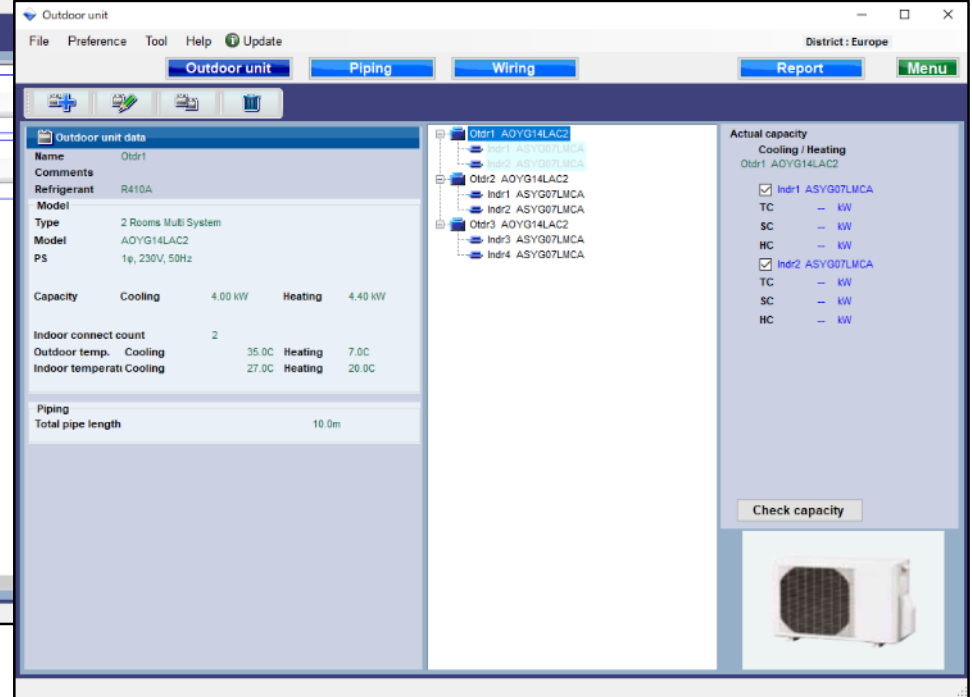 Outdoor unit
File Preference Tool Help Update
District : Europe
Outdoor unit Piping Wiring Report Menu
Outdoor unit data
Name Otdr1
Comments
Refrigerant R410A
Model
Type 2 Rooms Multi System
Model AOYG14LAC2
PS 1φ, 230V, 50Hz
Capacity Cooling 4.00 kW Heating 4.40 kW
Indoor connect count 2
Outdoor temp. Cooling 35.0C Heating 7.0C
Indoor temperati Cooling 27.0C Heating 20.0C
Piping
Total pipe length 10.0m
Otdr1 AOYG14LAC2
Indr1 ASYG07LMCA
Indr2 ASYG07LMCA
Otdr2 AOYG14LAC2
Indr1 ASYG07LMCA
Indr2 ASYG07LMCA
Otdr3 AOYG14LAC2
Indr3 ASYG07LMCA
Indr4 ASYG07LMCA
Actual capacity
Cooling / Heating
Otdr1 AOYG14LAC2
Indr1 ASYG07LMCA
TC -- kW
SC -- kW
HC -- kW
Indr2 ASYG07LMCA
TC -- kW
SC -- kW
HC -- kW
Check capacity